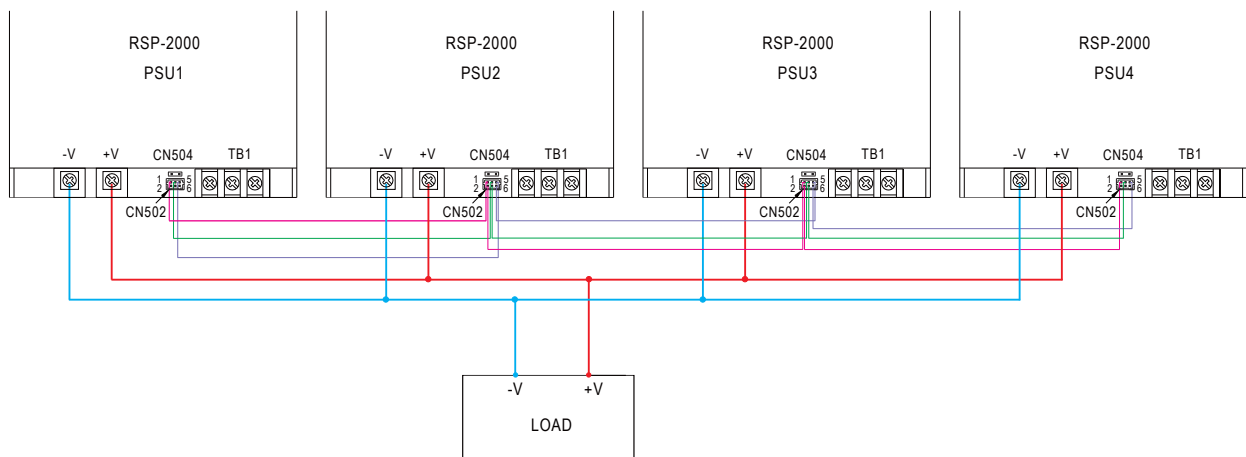 RSP-2000
PSU1
-V +V CN504 TB1
1 5
2 6
CN502
RSP-2000
PSU2
-V +V CN504 TB1
1 5
2 6
CN502
RSP-2000
PSU3
-V +V CN504 TB1
1 5
2 6
CN502
RSP-2000
PSU4
-V +V CN504 TB1
1 5
2 6
CN502
-V +V
LOAD